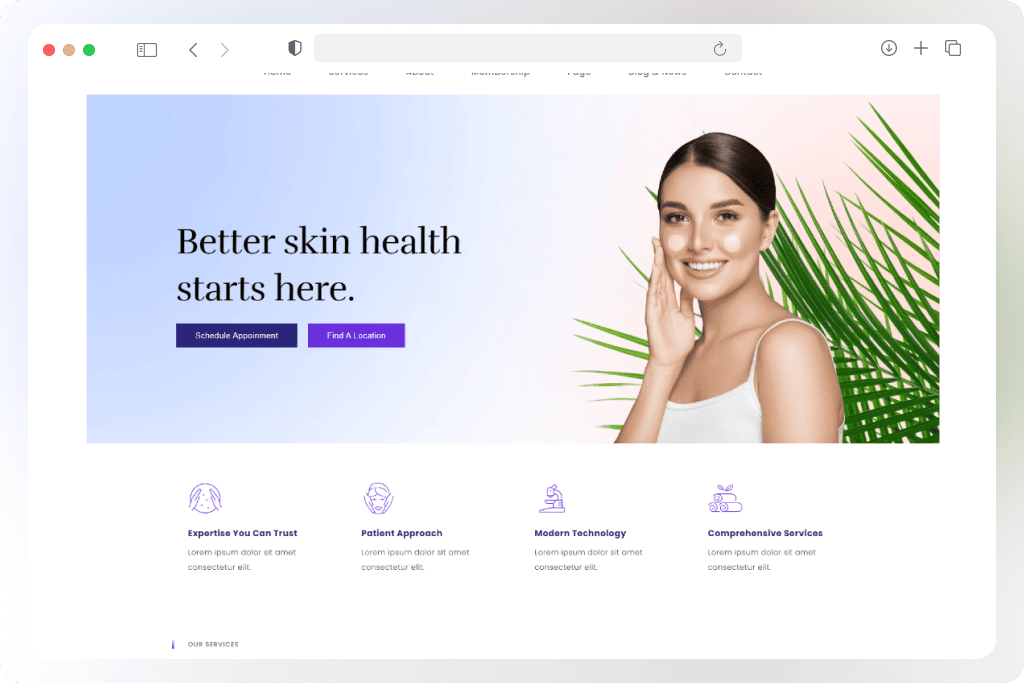 Home Services About Membership Page Blog & News Contact
Better skin health
starts here.
Schedule Appoinment Find A Location
Expertise You Can Trust Patient Approach Modern Technology Comprehensive Services
Lorem ipsum dolor sit amet Lorem ipsum dolor sit amet Lorem ipsum dolor sit amet Lorem ipsum dolor sit amet
consectetur elit. consectetur elit. consectetur elit. consectetur elit.
OUR SERVICES